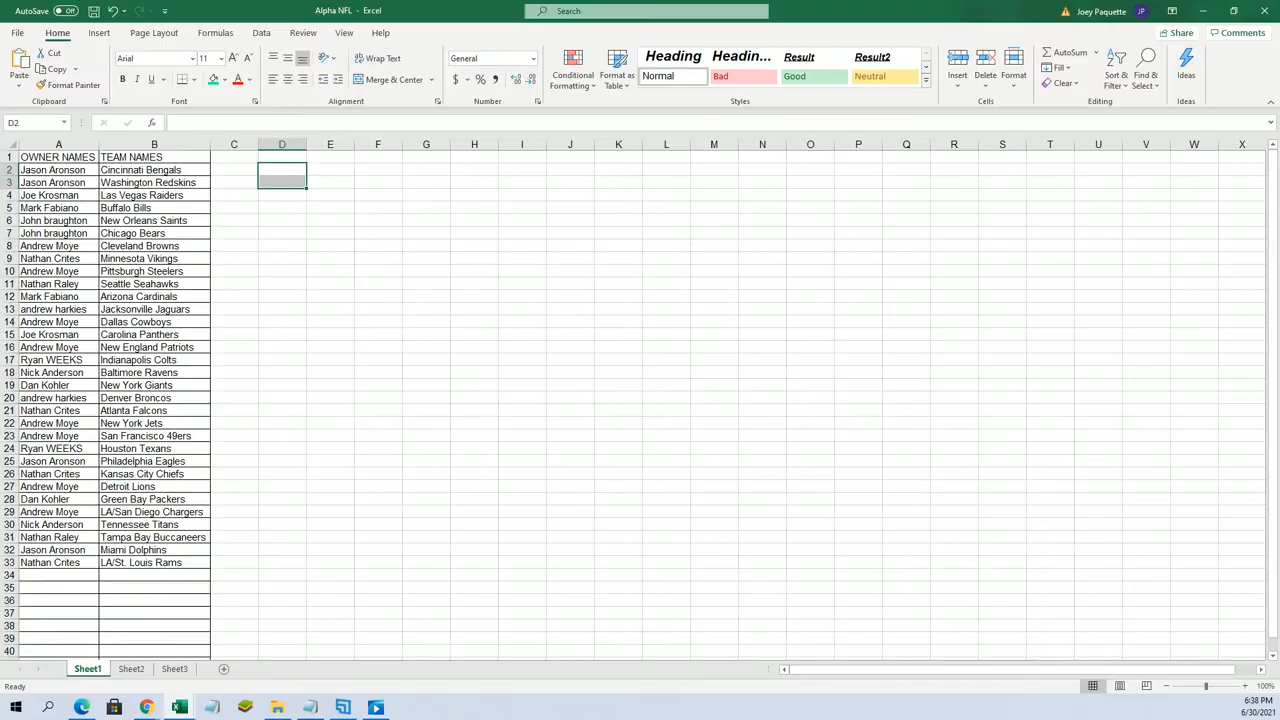 AutoSave Off Alpha NFL - Excel Search Joey Paquette JP
File Home Insert Page Layout Formulas Data Review View Help Share Comments
Paste Cut Copy Format Painter Clipboard
Arial 11 A A B I U A Font
Wrap Text Merge & Center Alignment
General $ % , Number
Conditional Formatting Format as Table
Heading Headin... Result Result2
Normal Bad Good Neutral
Styles
Insert Delete Format Cells
AutoSum Fill Clear Sort & Filter Find & Select Editing
Ideas Ideas
D2 fx
A B C D E F G H I J K L M N O P Q R S T U V W X
1 OWNER NAMES TEAM NAMES
2 Jason Aronson Cincinnati Bengals
3 Jason Aronson Washington Redskins
4 Joe Krosman Las Vegas Raiders
5 Mark Fabiano Buffalo Bills
6 John braughton New Orleans Saints
7 John braughton Chicago Bears
8 Andrew Moye Cleveland Browns
9 Nathan Crites Minnesota Vikings
10 Andrew Moye Pittsburgh Steelers
11 Nathan Raley Seattle Seahawks
12 Mark Fabiano Arizona Cardinals
13 andrew harkies Jacksonville Jaguars
14 Andrew Moye Dallas Cowboys
15 Joe Krosman Carolina Panthers
16 Andrew Moye New England Patriots
17 Ryan WEEKS Indianapolis Colts
18 Nick Anderson Baltimore Ravens
19 Dan Kohler New York Giants
20 andrew harkies Denver Broncos
21 Nathan Crites Atlanta Falcons
22 Andrew Moye New York Jets
23 Andrew Moye San Francisco 49ers
24 Ryan WEEKS Houston Texans
25 Jason Aronson Philadelphia Eagles
26 Nathan Crites Kansas City Chiefs
27 Andrew Moye Detroit Lions
28 Dan Kohler Green Bay Packers
29 Andrew Moye LA/San Diego Chargers
30 Nick Anderson Tennessee Titans
31 Nathan Raley Tampa Bay Buccaneers
32 Jason Aronson Miami Dolphins
33 Nathan Crites LA/St. Louis Rams
34
35
36
37
38
39
40
Sheet1 Sheet2 Sheet3
Ready 100%
6:38 PM
6/30/2021